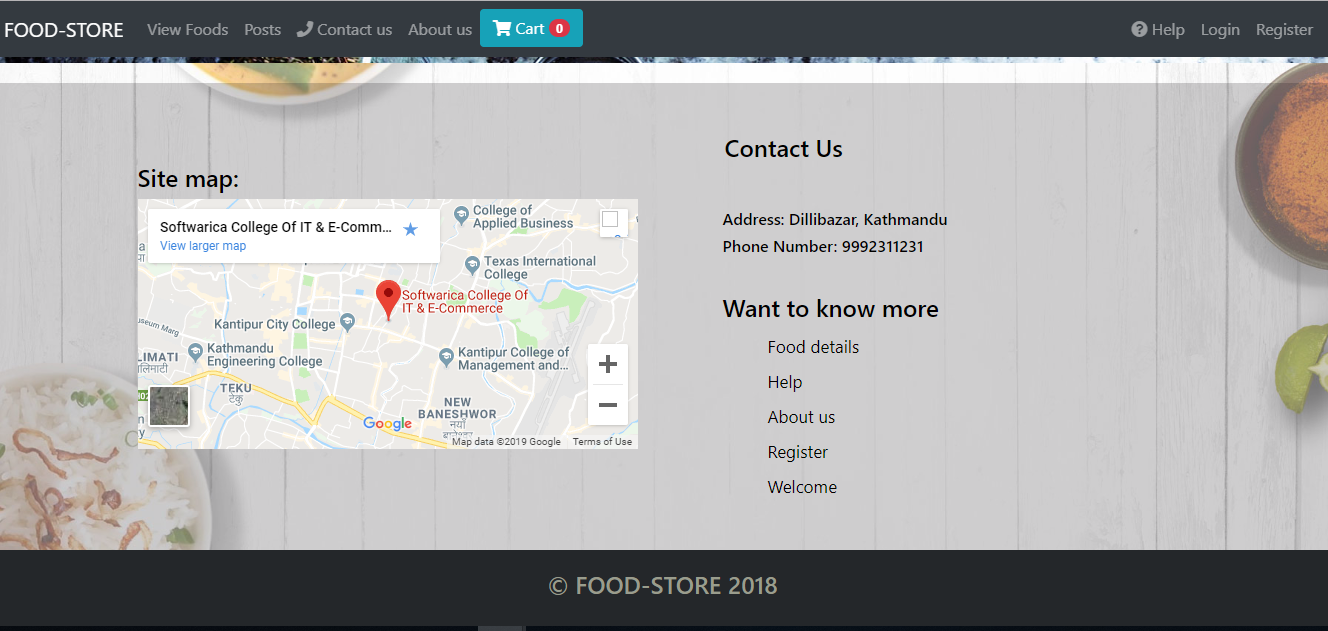 FOOD-STORE View Foods Posts Contact us About us Cart 0 Help Login Register
Site map:
Softwarica College Of IT & E-Comm...
View larger map
College of
Applied Business
Texas International
College
Softwarica College Of
IT & E-Commerce
Kantipur City College
Kathmandu
Engineering College
Kantipur College of
Management and...
TEKU
टेकु
NEW
BANESHWOR
नयाँ
बानेश्वोर
Google
Map data ©2019 Google Terms of Use
Contact Us
Address: Dillibazar, Kathmandu
Phone Number: 9992311231
Want to know more
Food details
Help
About us
Register
Welcome
© FOOD-STORE 2018